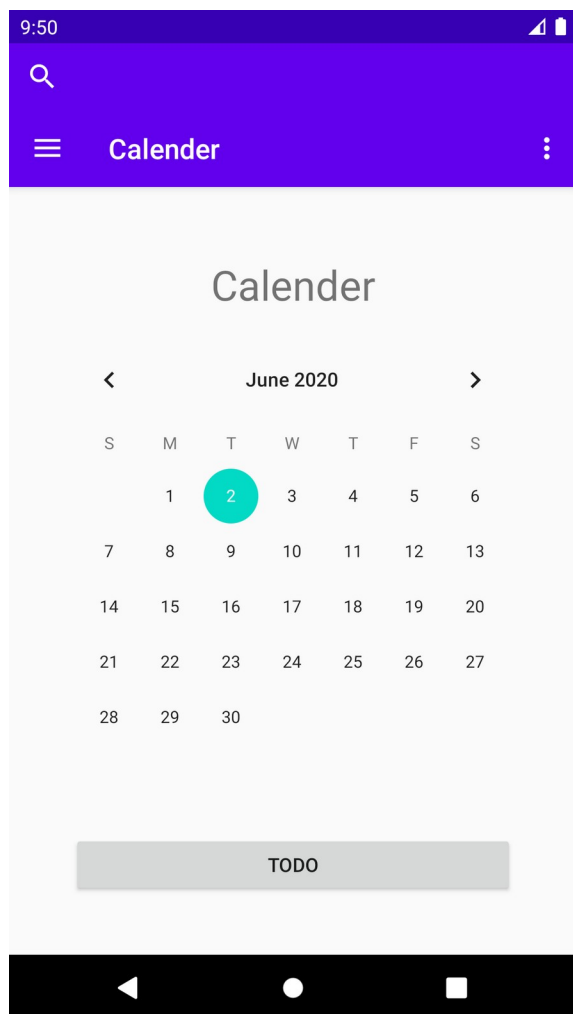 9:50
Calender
Calender
June 2020
S M T W T F S
1 2 3 4 5 6
7 8 9 10 11 12 13
14 15 16 17 18 19 20
21 22 23 24 25 26 27
28 29 30
TODO